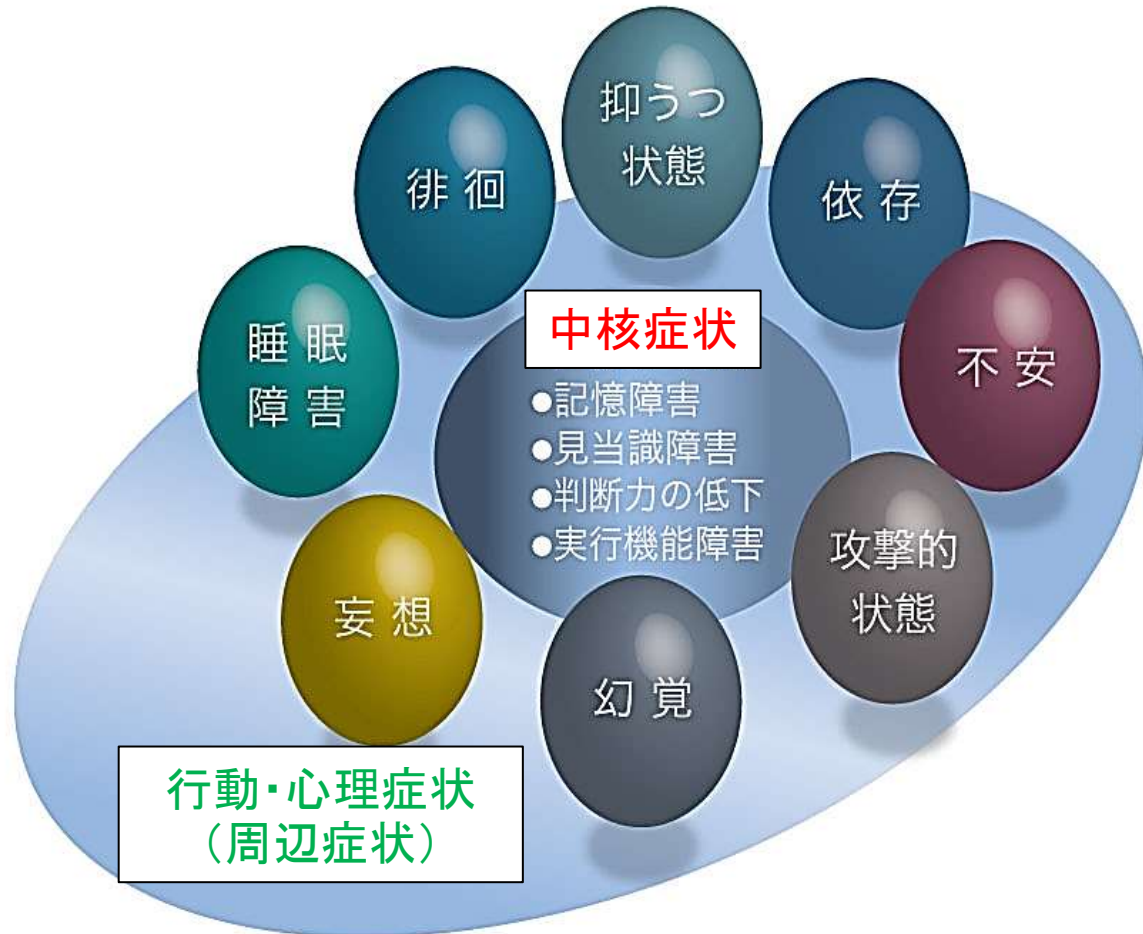 抑うつ
状態
徘 徊
依 存
睡 眠
障 害
不 安
中核症状
●記憶障害
●見当識障害
●判断力の低下
●実行機能障害
攻撃的
状態
妄 想
幻 覚
行動・心理症状
（周辺症状）